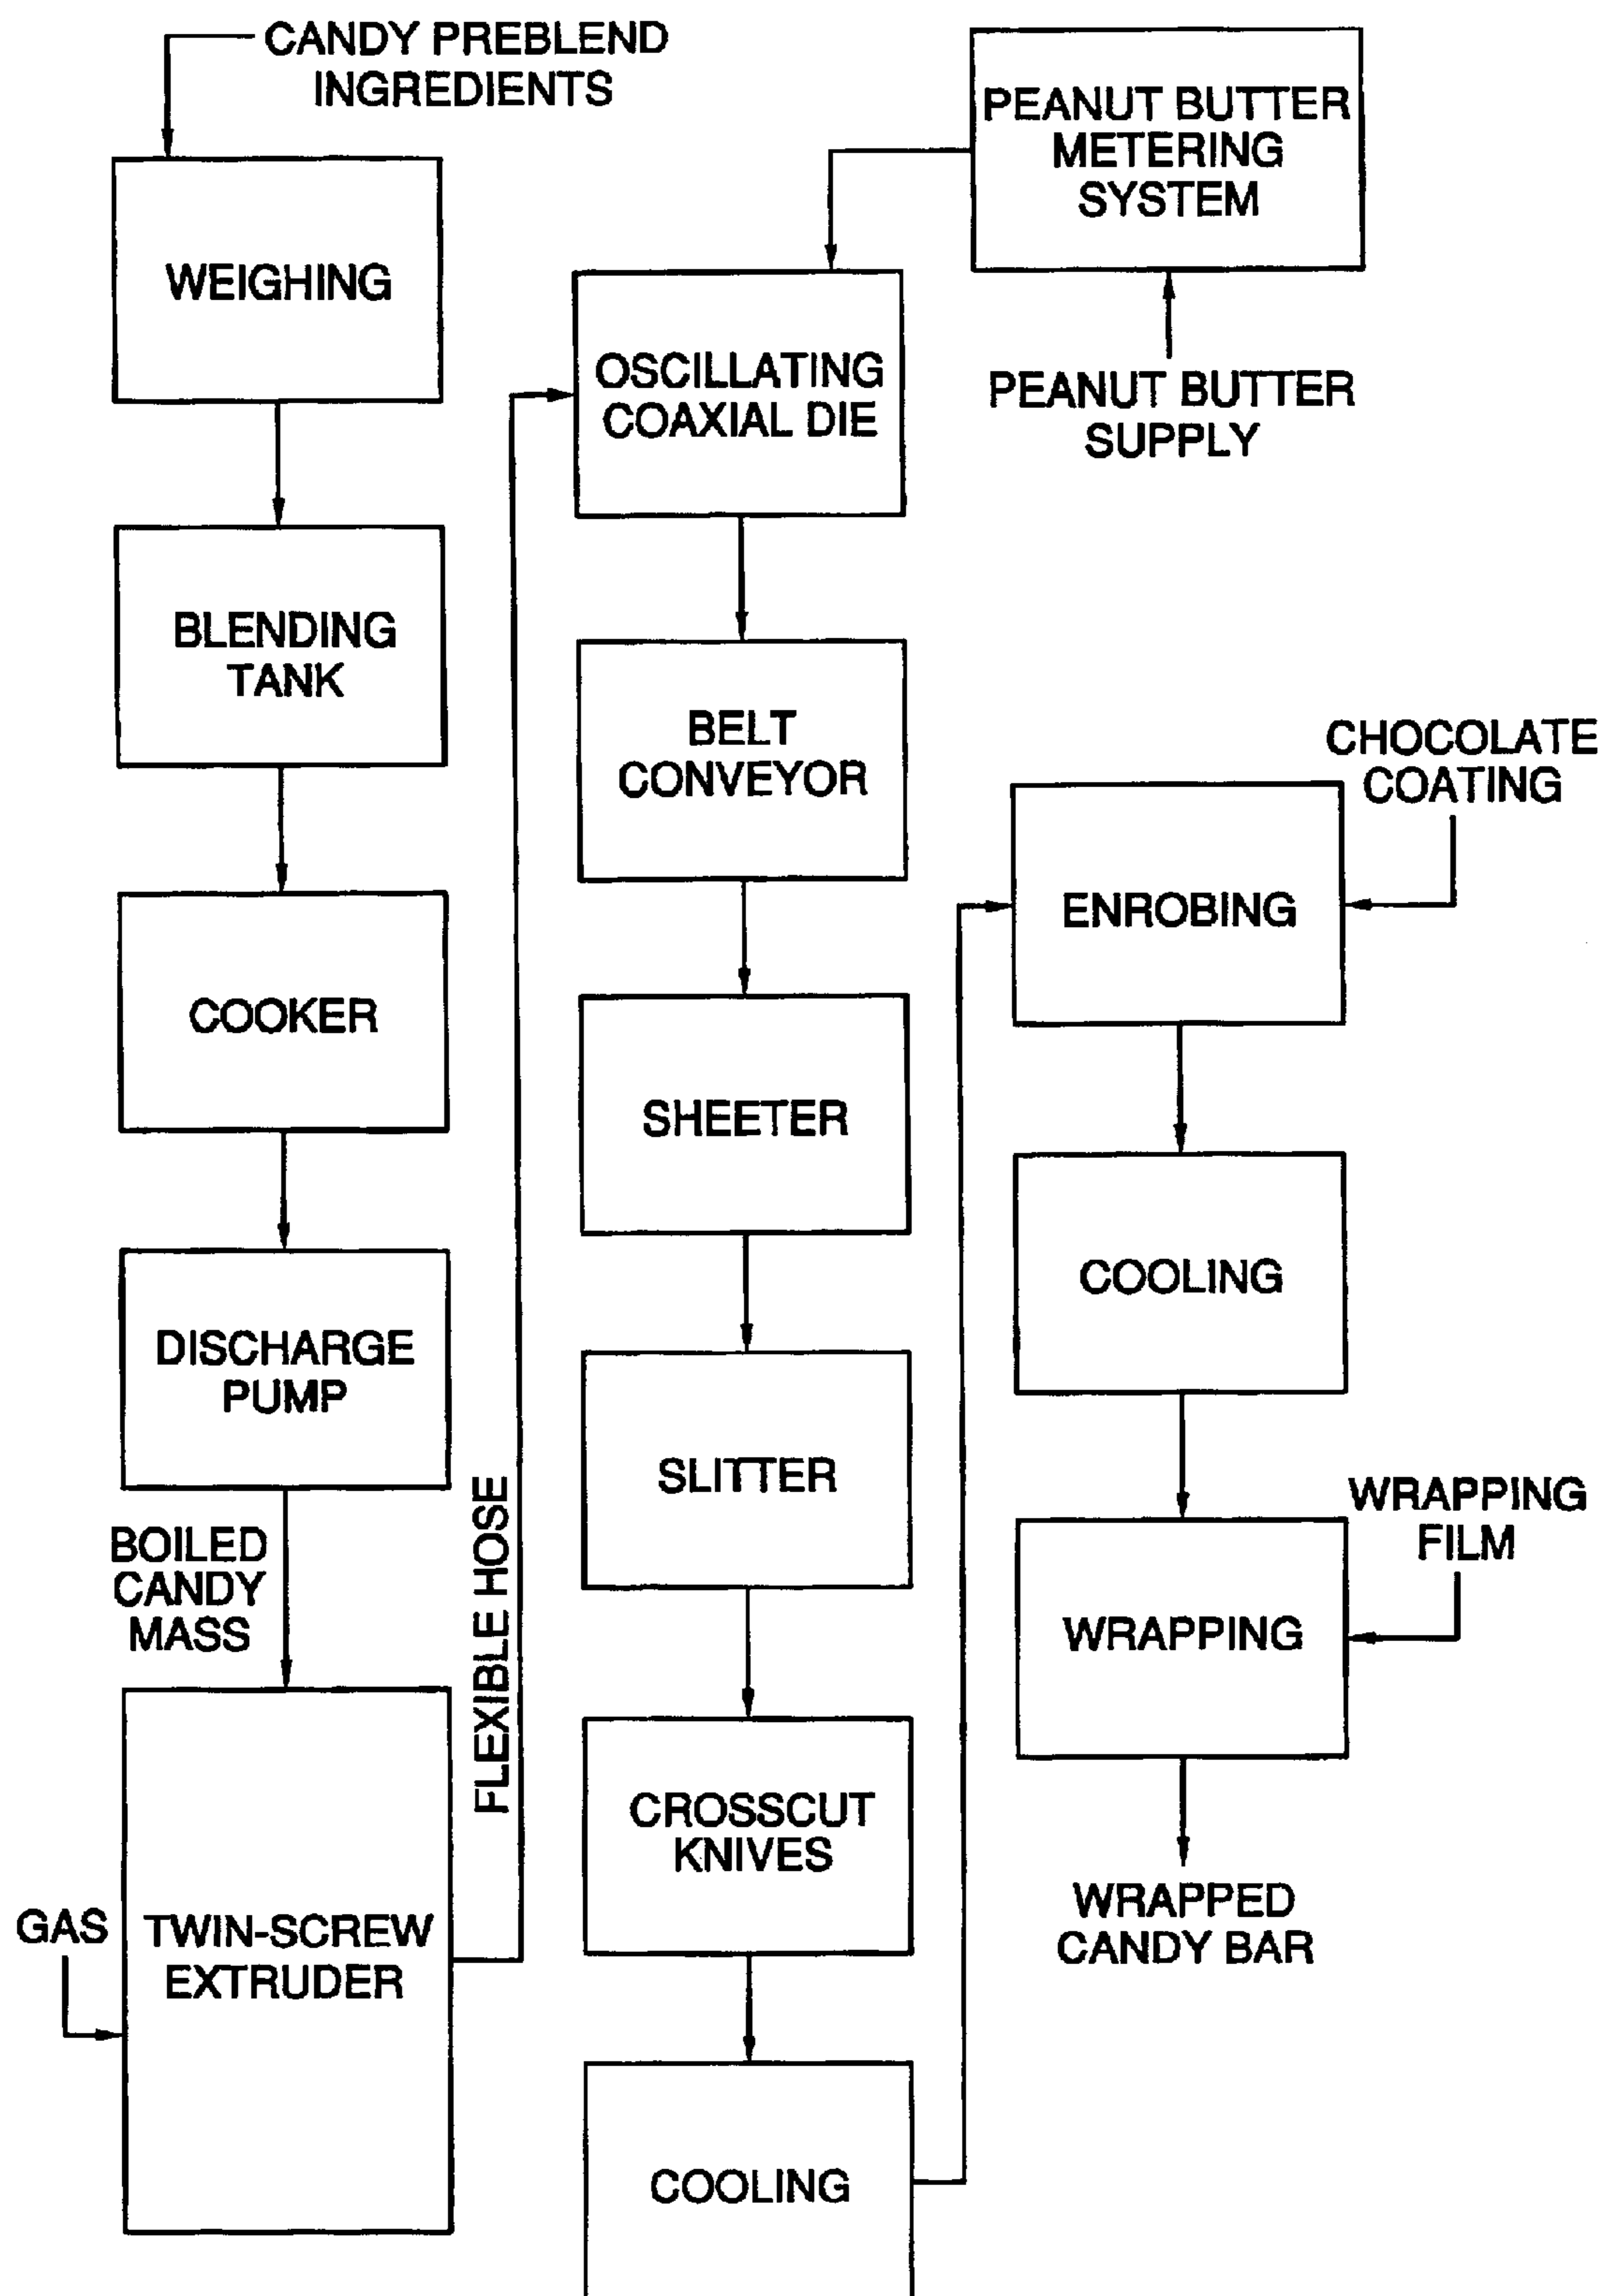 CANDY PREBLEND
INGREDIENTS
WEIGHING
BLENDING
TANK
COOKER
DISCHARGE
PUMP
BOILED
CANDY
MASS
GAS
TWIN-SCREW
EXTRUDER
FLEXIBLE HOSE
PEANUT BUTTER
METERING
SYSTEM
PEANUT BUTTER
SUPPLY
OSCILLATING
COAXIAL DIE
BELT
CONVEYOR
SHEETER
SLITTER
CROSSCUT
KNIVES
COOLING
CHOCOLATE
COATING
ENROBING
COOLING
WRAPPING
FILM
WRAPPING
WRAPPED
CANDY BAR